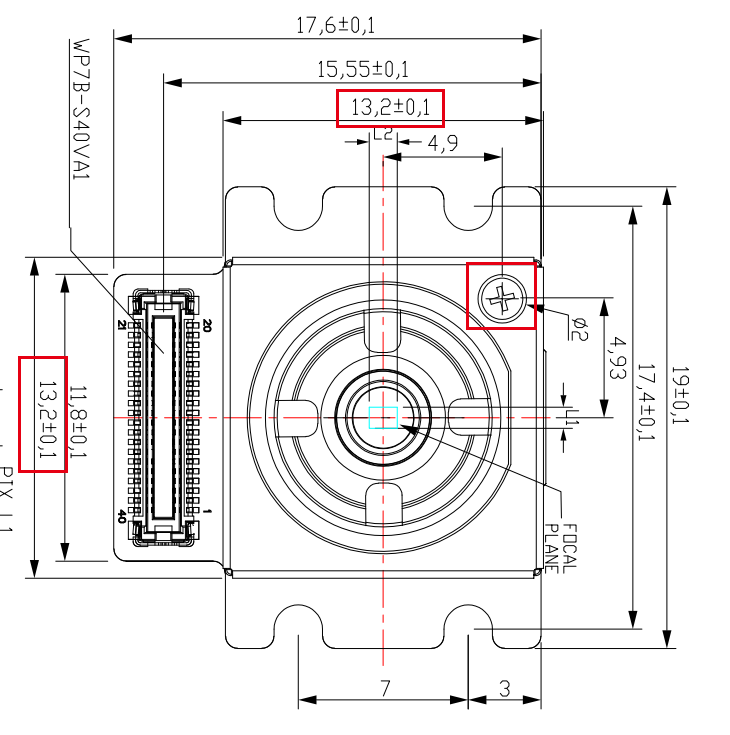 17,6±0,1
15,55±0,1
13,2±0,1
L2
4,9
WP7B-S40VA1
20
21
ø2
4,93
17,4±0,1
19±0,1
13,2±0,1
11,8±0,1
L1
PIX L1
40
1
FOCAL
PLANE
7
3